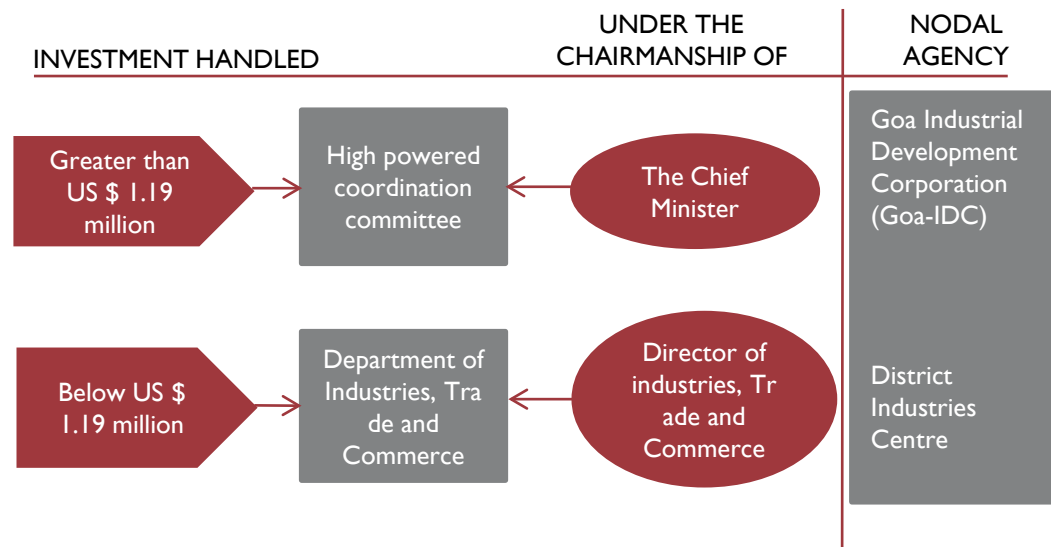 INVESTMENT HANDLED
UNDER THE
CHAIRMANSHIP OF
NODAL
AGENCY
Greater than
US $ 1.19
million
High powered
coordination
committee
The Chief
Minister
Goa Industrial
Development
Corporation
(Goa-IDC)
Below US $
1.19 million
Department of
Industries, Tra
de and
Commerce
Director of
industries, Tr
ade and
Commerce
District
Industries
Centre